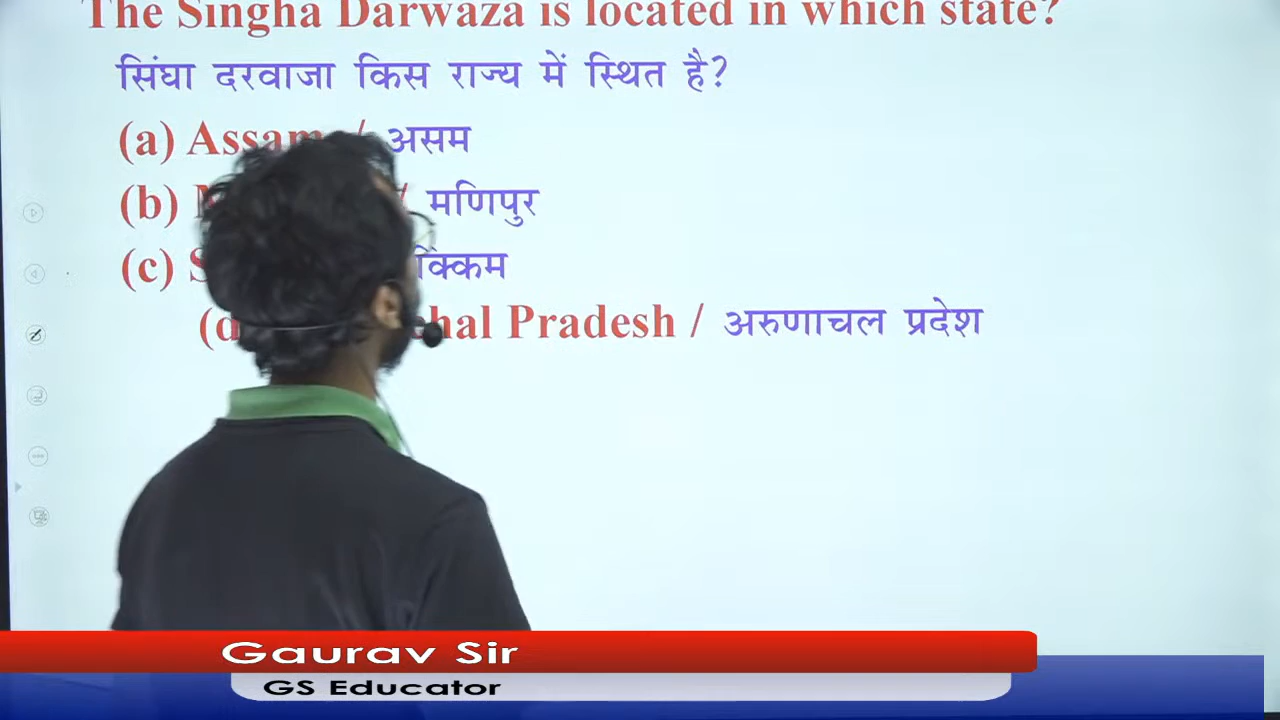 The Singha Darwaza is located in which state?
सिंघा दरवाजा किस राज्य में स्थित है?
(a) Assam / असम
(b) / मणिपुर
(c)
(d Pradesh / अरुणाचल प्रदेश
Gaurav Sir
GS Educator